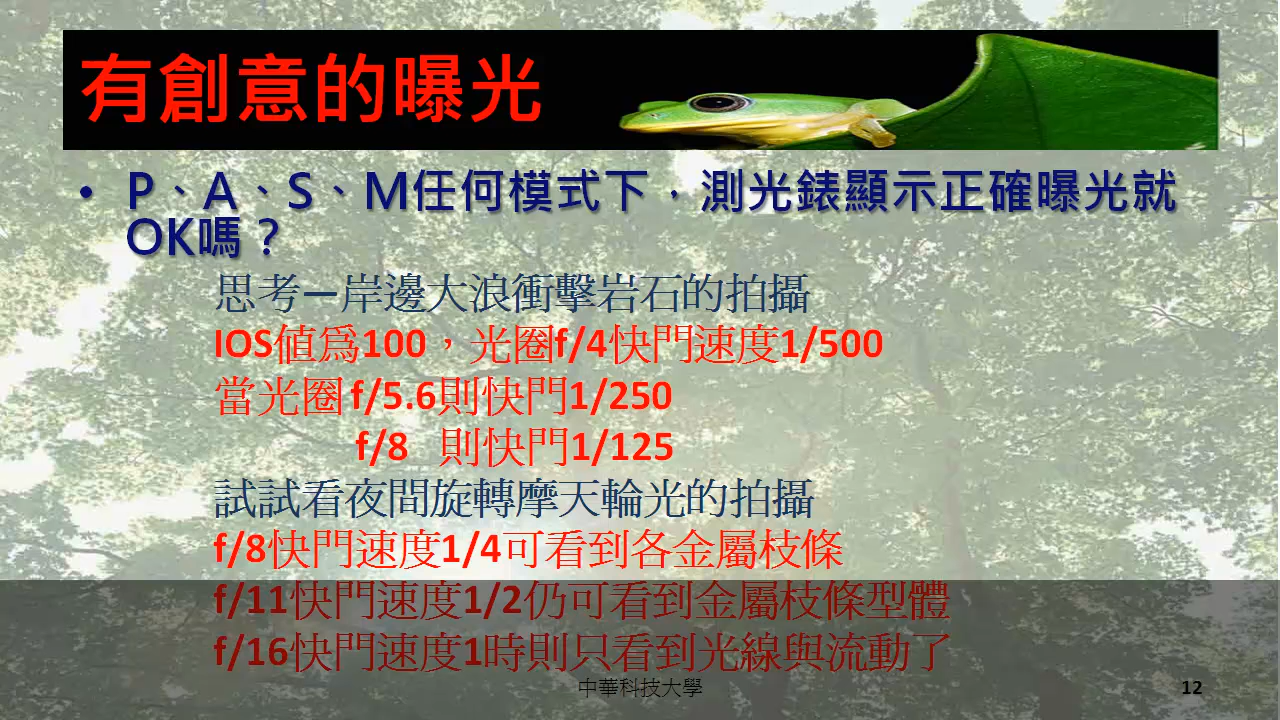 有創意的曝光
• P、A、S、M任何模式下，測光錶顯示正確曝光就
OK嗎？
思考—岸邊大浪衝擊岩石的拍攝
IOS値爲100，光圈f/4快門速度1/500
當光圈 f/5.6則快門1/250
f/8 則快門1/125
試試看夜間旋轉摩天輪光的拍攝
f/8快門速度1/4可看到各金屬枝條
f/11快門速度1/2仍可看到金屬枝條型體
f/16快門速度1時則只看到光線與流動了
中華科技大學
12